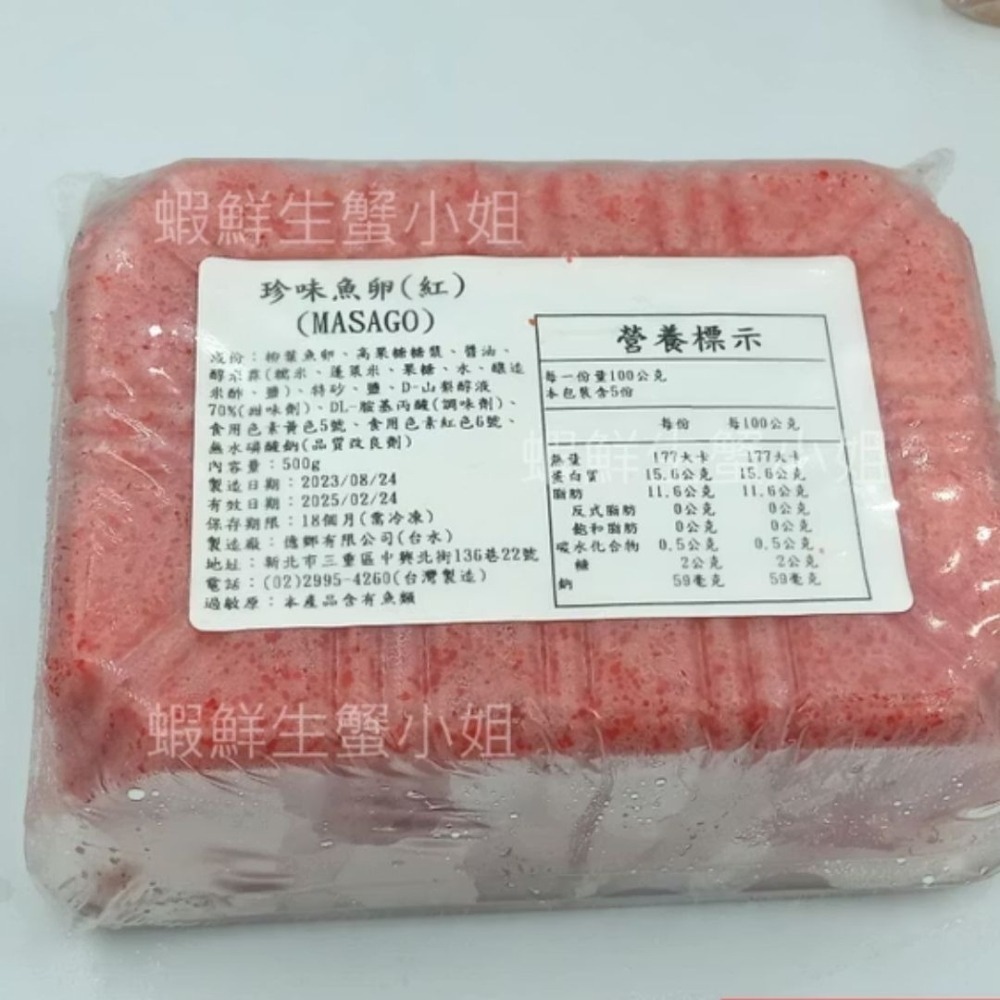 蝦鮮生蟹小姐
珍味魚卵(紅)
(MASAGO)
成份：柳葉魚卵、高果糖糖漿、醬油、
醇米霖(糯米、蓬萊米、果糖、水、釀造
米酢、鹽)、特砂、鹽、D-山梨醇液
70%(甜味劑)、DL-胺基丙酸(調味劑)、
食用色素黃色5號、食用色素紅色6號、
無水磷酸鈉(品質改良劑)
內容量：500g
製造日期：2023/08/24
有效日期：2025/02/24
保存期限：18個月(需冷凍)
製造廠：德鄉有限公司(台水)
地址：新北市三重區中興北街136巷22號
電話：(02)2995-4260(台灣製造)
過敏原：本產品含有魚類
營養標示
每一份量100公克
本包裝含5份
每份 每100公克
熱量 177大卡 177大卡
蛋白質 15.6公克 15.6公克
脂肪 11.6公克 11.6公克
反式脂肪 0公克 0公克
飽和脂肪 0公克 0公克
碳水化合物 0.5公克 0.5公克
糖 2公克 2公克
鈉 59毫克 59毫克
蝦鮮生蟹小姐
蝦鮮生蟹小姐